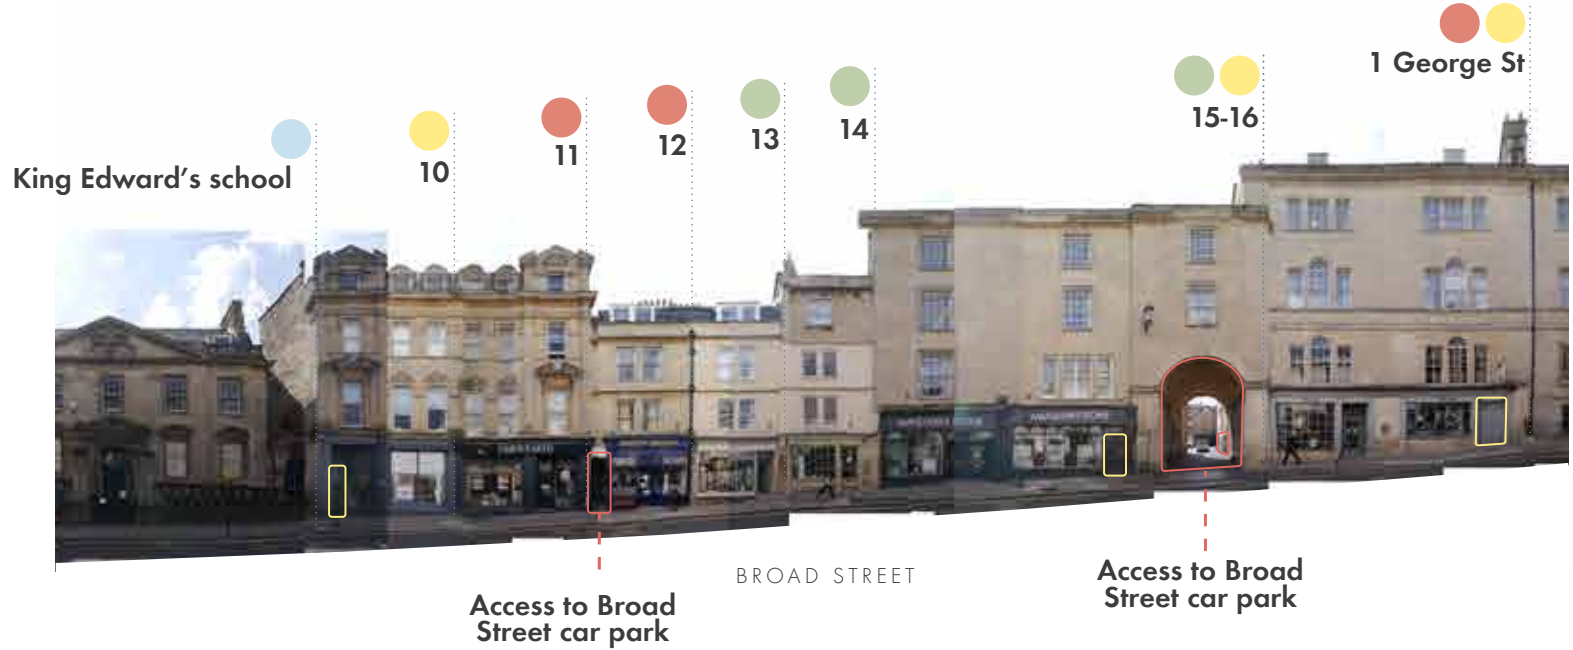 1 George St
15-16
14
13
12
11
10
King Edward's school
BROAD STREET
Access to Broad
Street car park
Access to Broad
Street car park